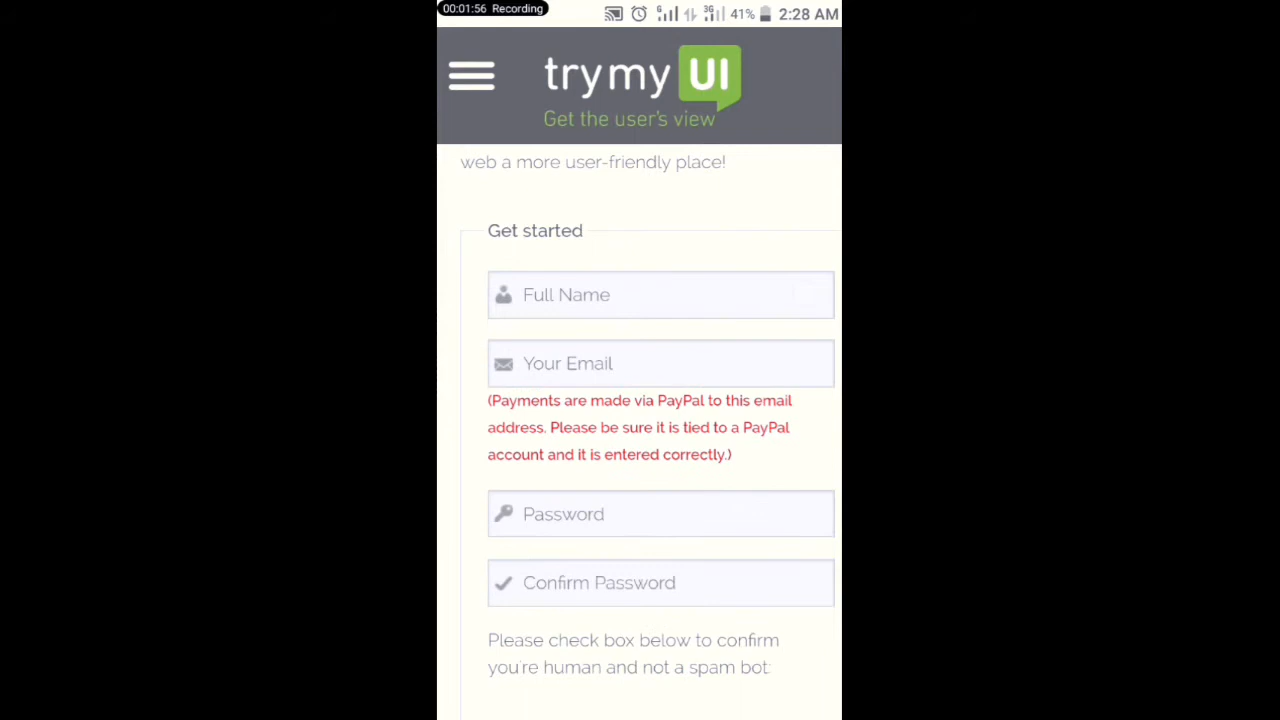 00:01:56 Recording
G 3G 41% 2:28 AM
trymyUI
Get the user's view
web a more user-friendly place!
Get started
Full Name
Your Email
(Payments are made via PayPal to this email
address. Please be sure it is tied to a PayPal
account and it is entered correctly.)
Password
Confirm Password
Please check box below to confirm
you're human and not a spam bot: